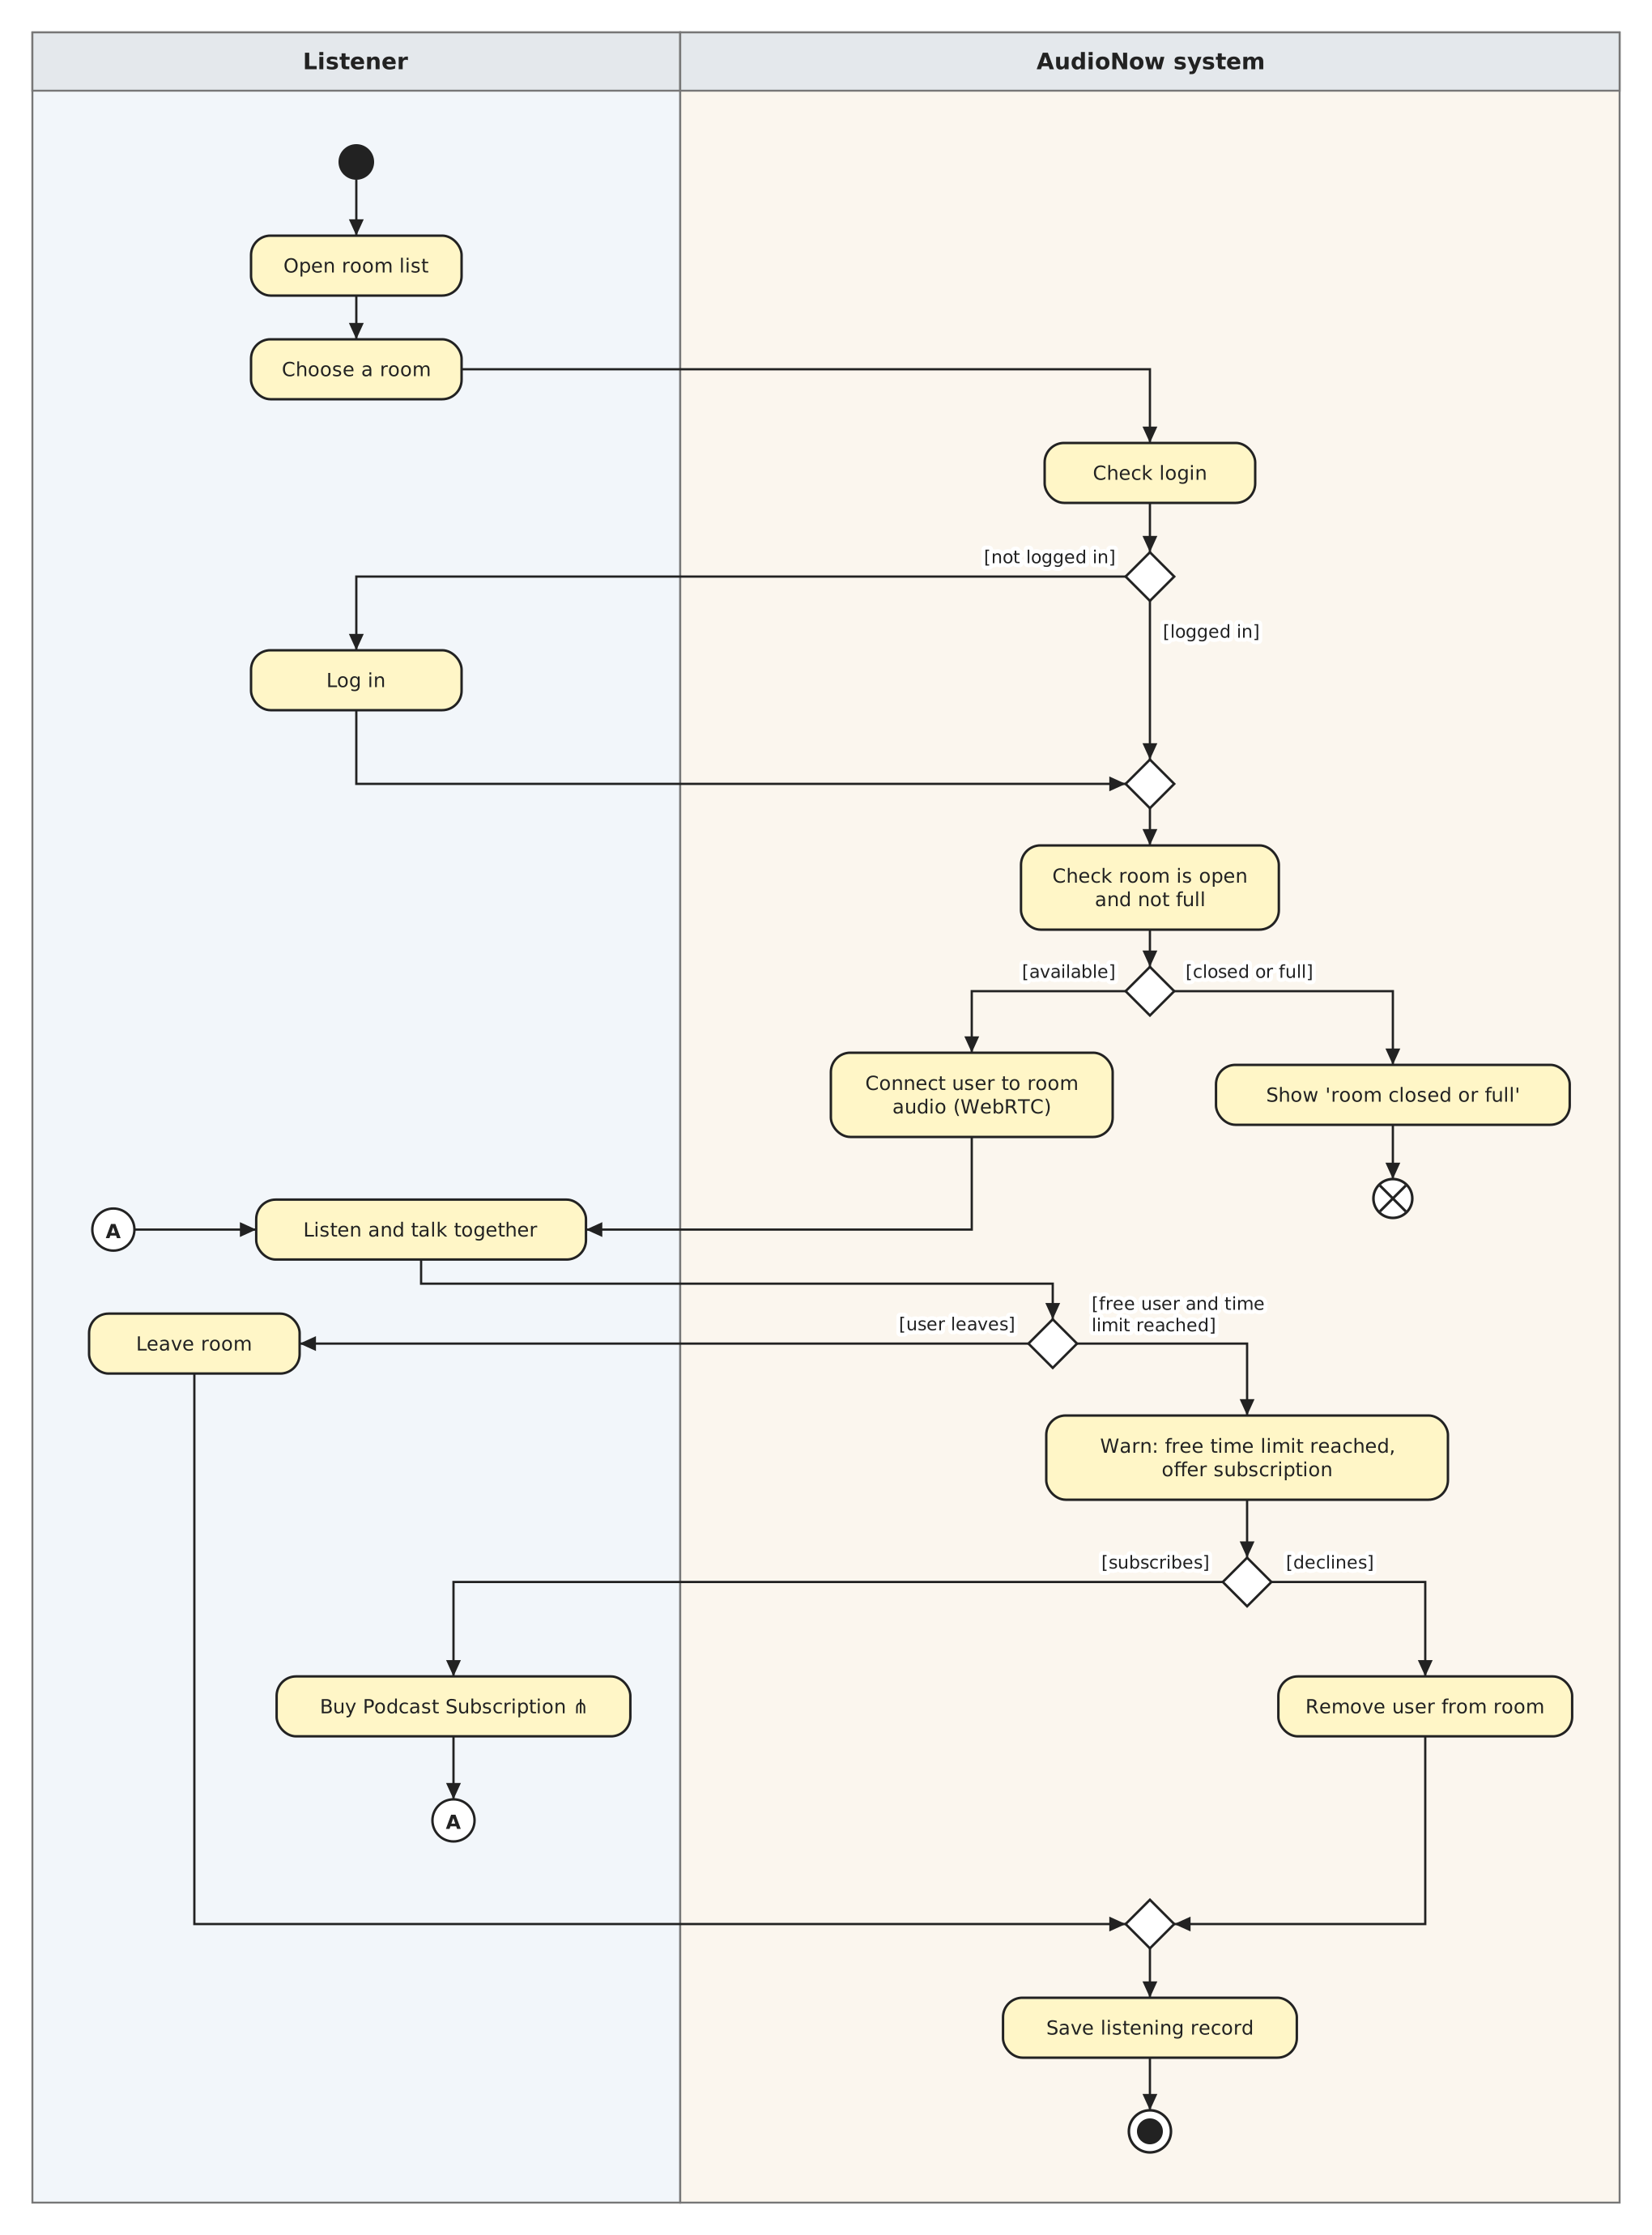 Listener
AudioNow system
Open room list
Choose a room
Check login
[not logged in]
[logged in]
Log in
Check room is open
and not full
[available]
[closed or full]
Connect user to room
audio (WebRTC)
Show 'room closed or full'
A
Listen and talk together
[free user and time
limit reached]
[user leaves]
Leave room
Warn: free time limit reached,
offer subscription
[subscribes]
[declines]
Buy Podcast Subscription ⋔
Remove user from room
A
Save listening record